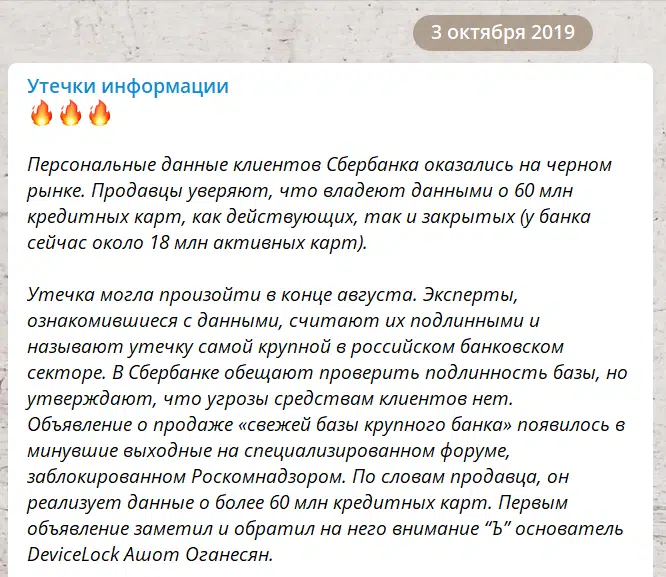 3 октября 2019
Утечки информации
🔥🔥🔥
Персональные данные клиентов Сбербанка оказались на черном
рынке. Продавцы уверяют, что владеют данными о 60 млн
кредитных карт, как действующих, так и закрытых (у банка
сейчас около 18 млн активных карт).
Утечка могла произойти в конце августа. Эксперты,
ознакомившиеся с данными, считают их подлинными и
называют утечку самой крупной в российском банковском
секторе. В Сбербанке обещают проверить подлинность базы, но
утверждают, что угрозы средствам клиентов нет.
Объявление о продаже «свежей базы крупного банка» появилось в
минувшие выходные на специализированном форуме,
заблокированном Роскомнадзором. По словам продавца, он
реализует данные о более 60 млн кредитных карт. Первым
объявление заметил и обратил на него внимание “Ъ” основатель
DeviceLock Ашот Оганесян.